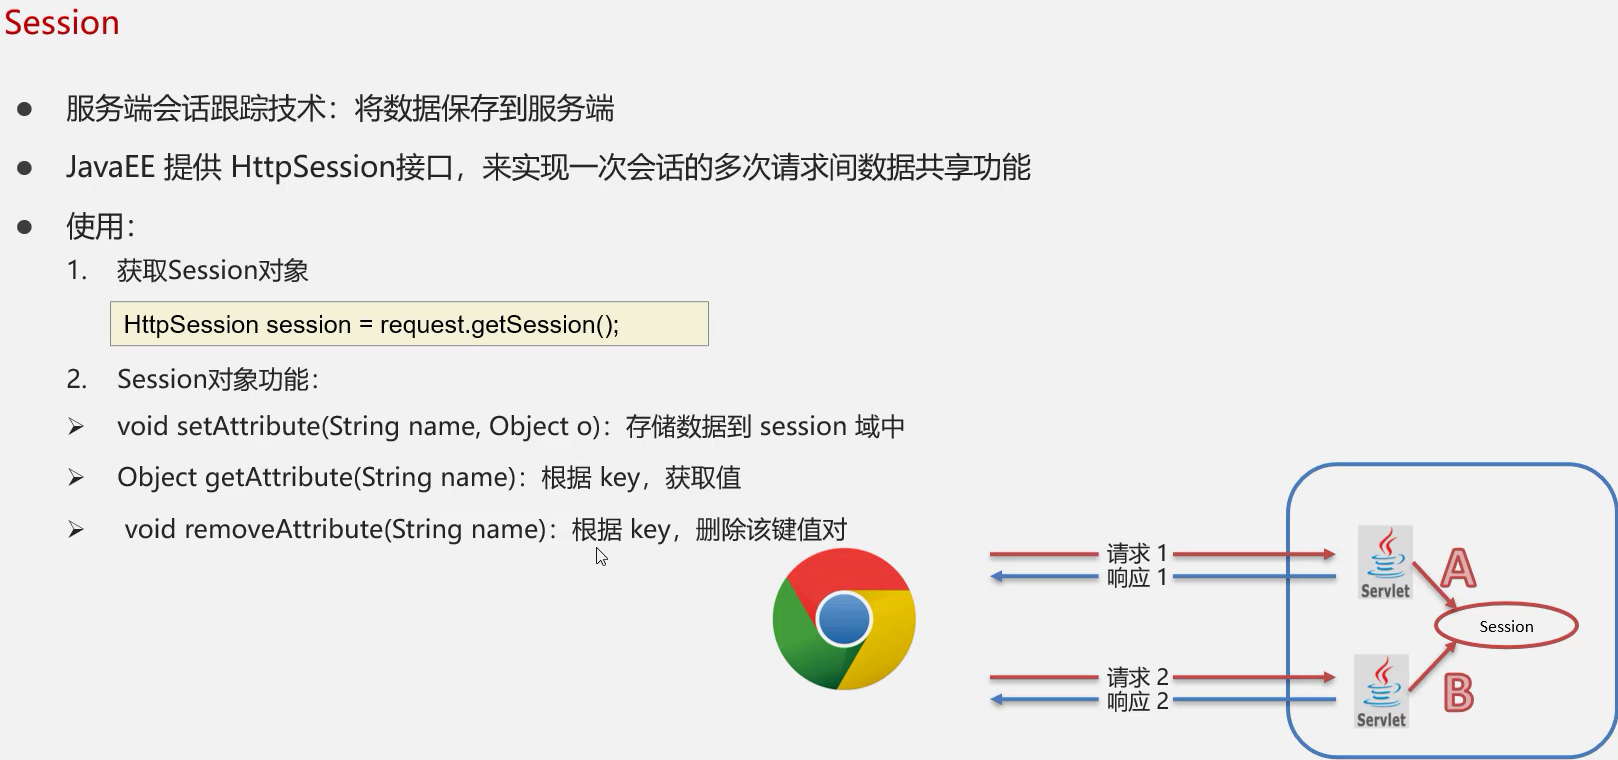 Session
● 服务端会话跟踪技术：将数据保存到服务端
● JavaEE 提供 HttpSession接口，来实现一次会话的多次请求间数据共享功能
● 使用：
1. 获取Session对象
HttpSession session = request.getSession();
2. Session对象功能：
➢ void setAttribute(String name, Object o)：存储数据到 session 域中
➢ Object getAttribute(String name)：根据 key，获取值
➢ void removeAttribute(String name)：根据 key，删除该键值对
请求 1
响应 1
Servlet
A
Session
请求 2
响应 2
Servlet
B